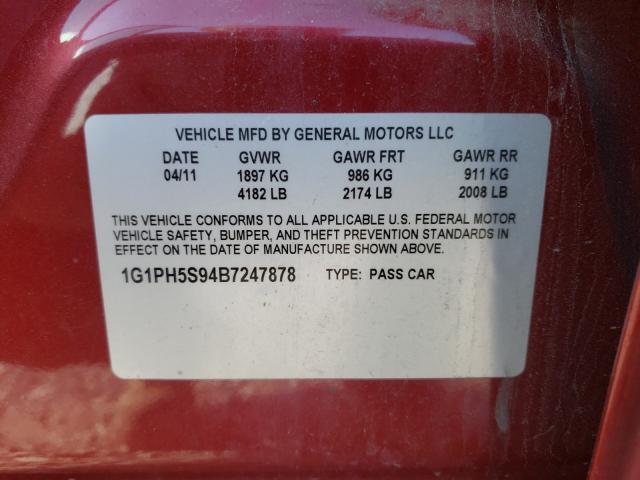 VEHICLE MFD BY GENERAL MOTORS LLC
DATE GVWR GAWR FRT GAWR RR
04/11 1897 KG 986 KG 911 KG
4182 LB 2174 LB 2008 LB
THIS VEHICLE CONFORMS TO ALL APPLICABLE U.S. FEDERAL MOTOR
VEHICLE SAFETY, BUMPER, AND THEFT PREVENTION STANDARDS IN
EFFECT ON THE DATE OF MANUFACTURE SHOWN ABOVE.
1G1PH5S94B7247878 TYPE: PASS CAR